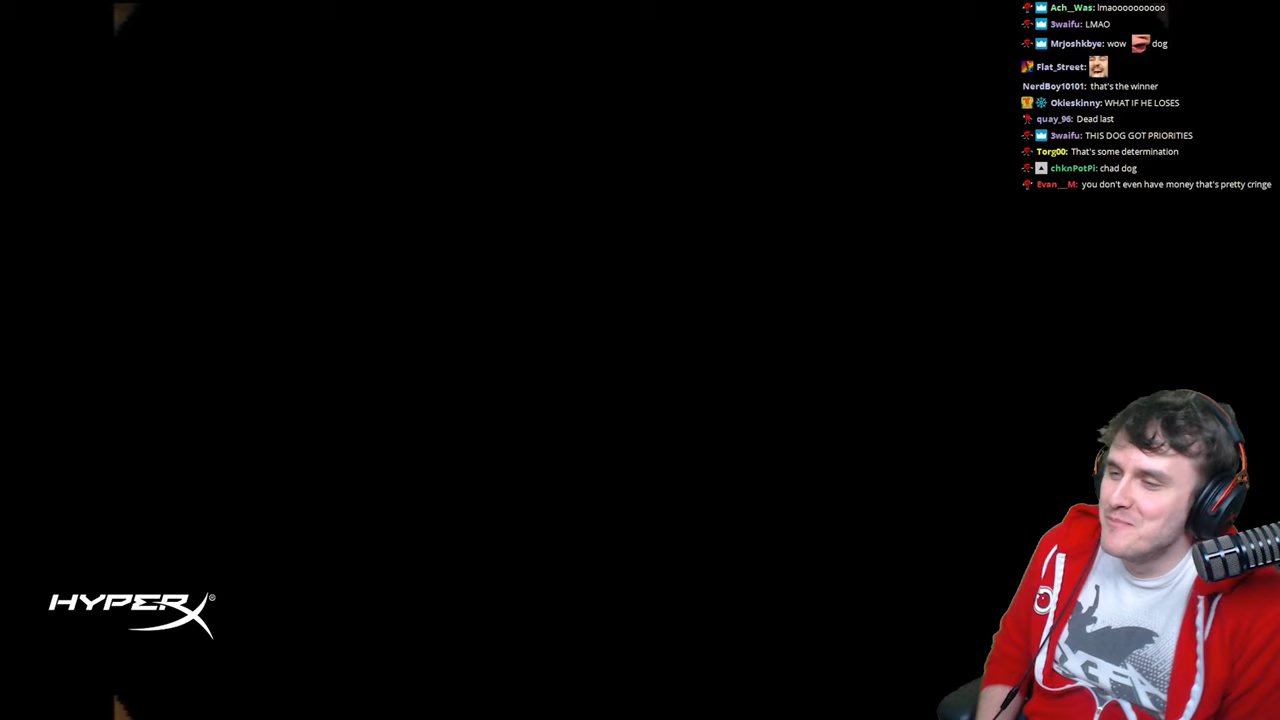 Ach__Was: lmaoooooooooo
3waifu: LMAO
MrJoshkbye: wow dog
Flat_Street:
NerdBoy10101: that's the winner
Okieskinny: WHAT IF HE LOSES
quay_96: Dead last
3waifu: THIS DOG GOT PRIORITIES
Torg00: That's some determination
chknPotPi: chad dog
Evan__M: you don't even have money that's pretty cringe
HYPERX®